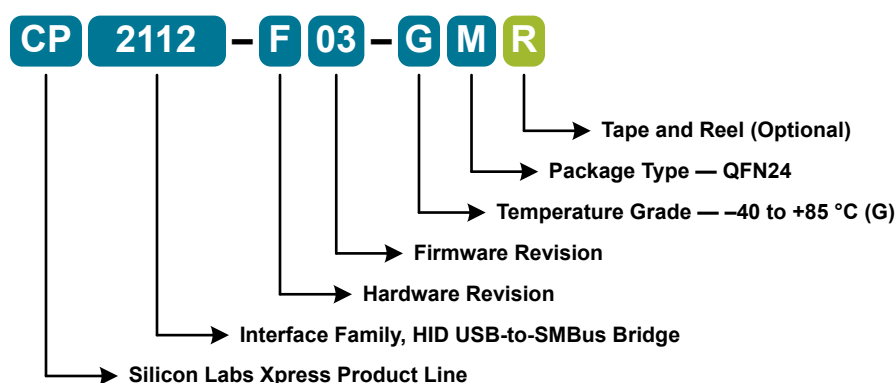 CP 2112 – F 03 – G M R
Tape and Reel (Optional)
Package Type — QFN24
Temperature Grade — –40 to +85 °C (G)
Firmware Revision
Hardware Revision
Interface Family, HID USB-to-SMBus Bridge
Silicon Labs Xpress Product Line